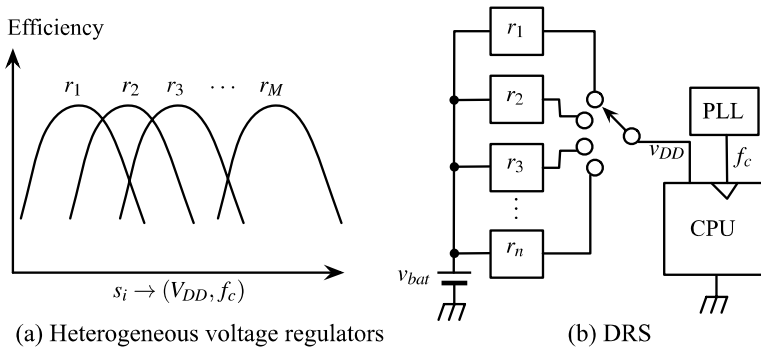 Efficiency
r1 r2 r3 ... rM
si → (VDD, fc)
(a) Heterogeneous voltage regulators
r1
r2
r3
⋮
rn
vbat
vDD
PLL
fc
CPU
(b) DRS